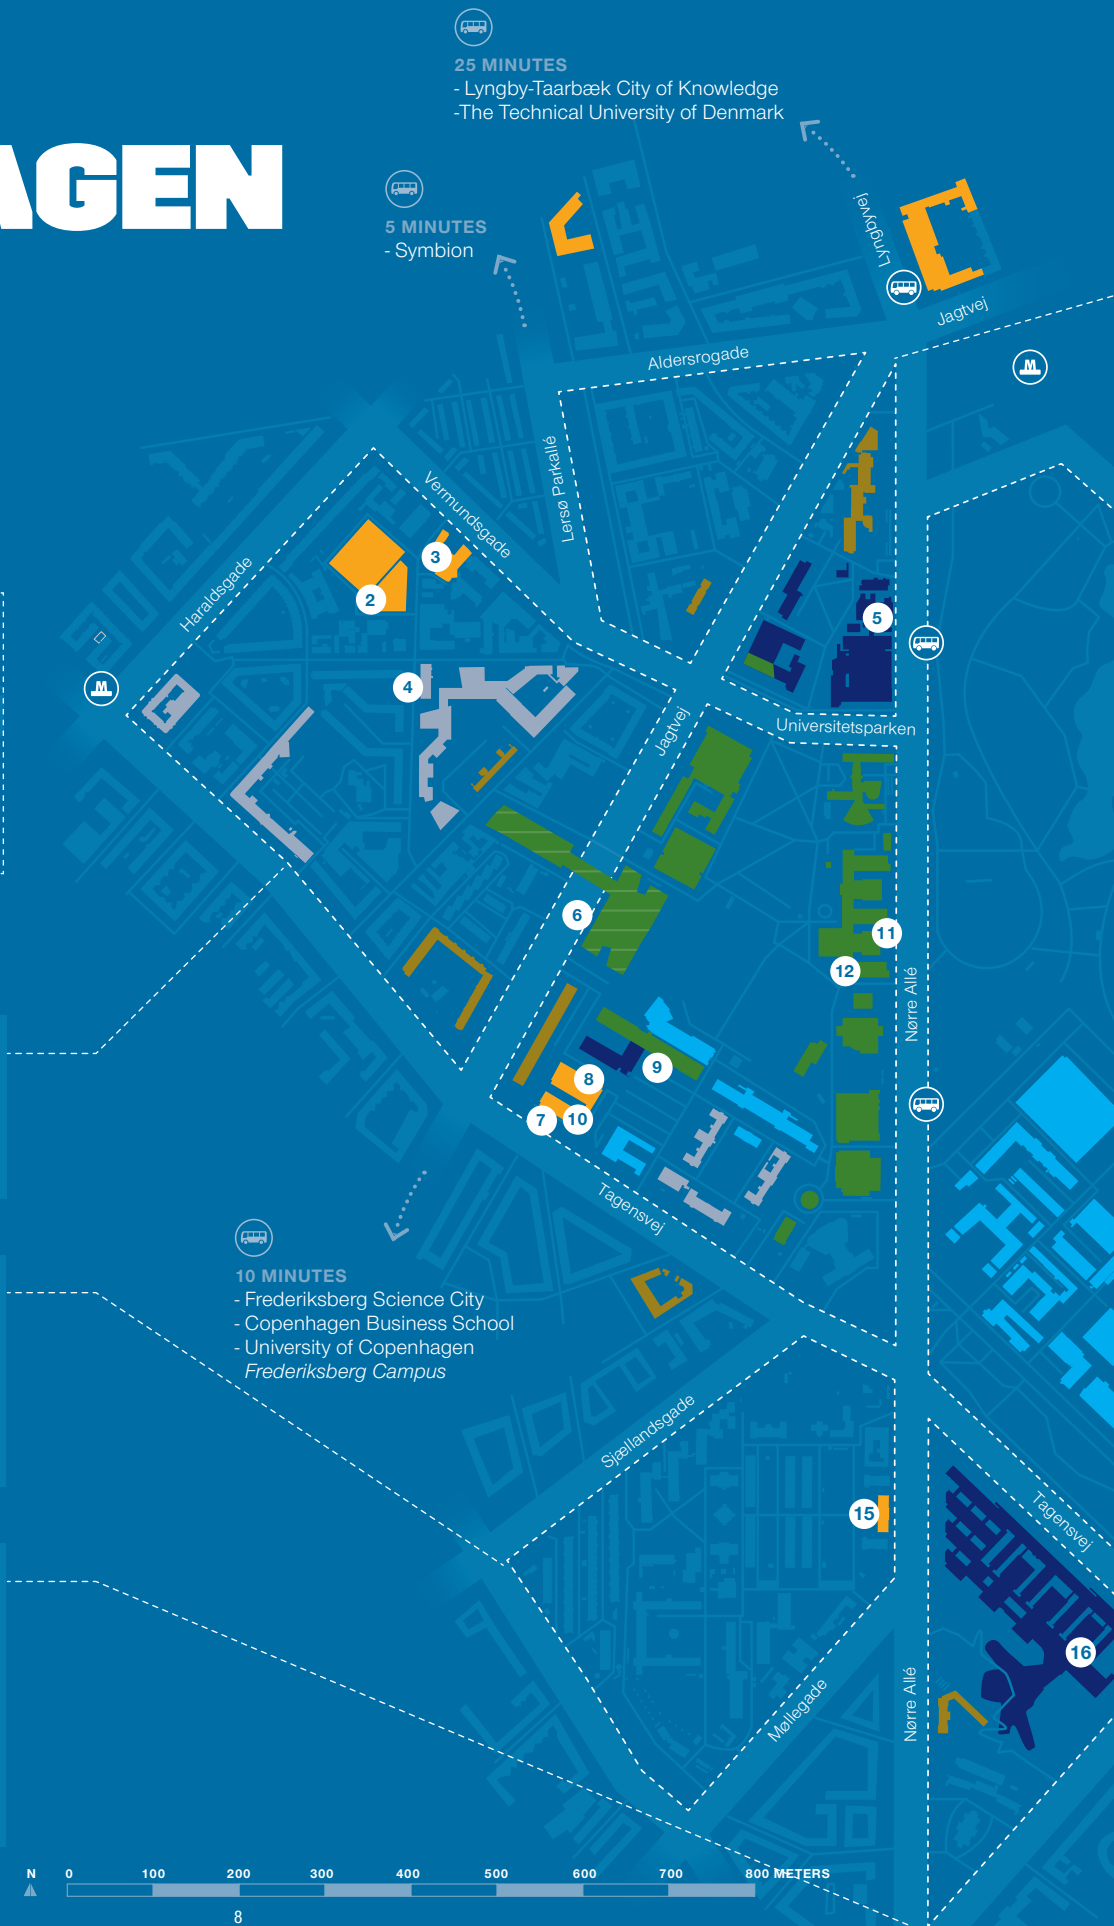 25 MINUTES
- Lyngby-Taarbæk City of Knowledge
-The Technical University of Denmark
AGEN
5 MINUTES
- Symbion
Lyngbyvej
Jagtvej
M
Aldersrogade
Lersø Parkallé
Vermundsgade
Haraldsgade
3
2
5
M
4
Jagtvej
Universitetsparken
6
11
12
Nørre Allé
9
8
7
10
Tagensvej
10 MINUTES
- Frederiksberg Science City
- Copenhagen Business School
- University of Copenhagen
Frederiksberg Campus
Sjællandsgade
15
Tagensvej
16
Nørre Allé
Møllegade
N 0 100 200 300 400 500 600 700 800 METERS
8